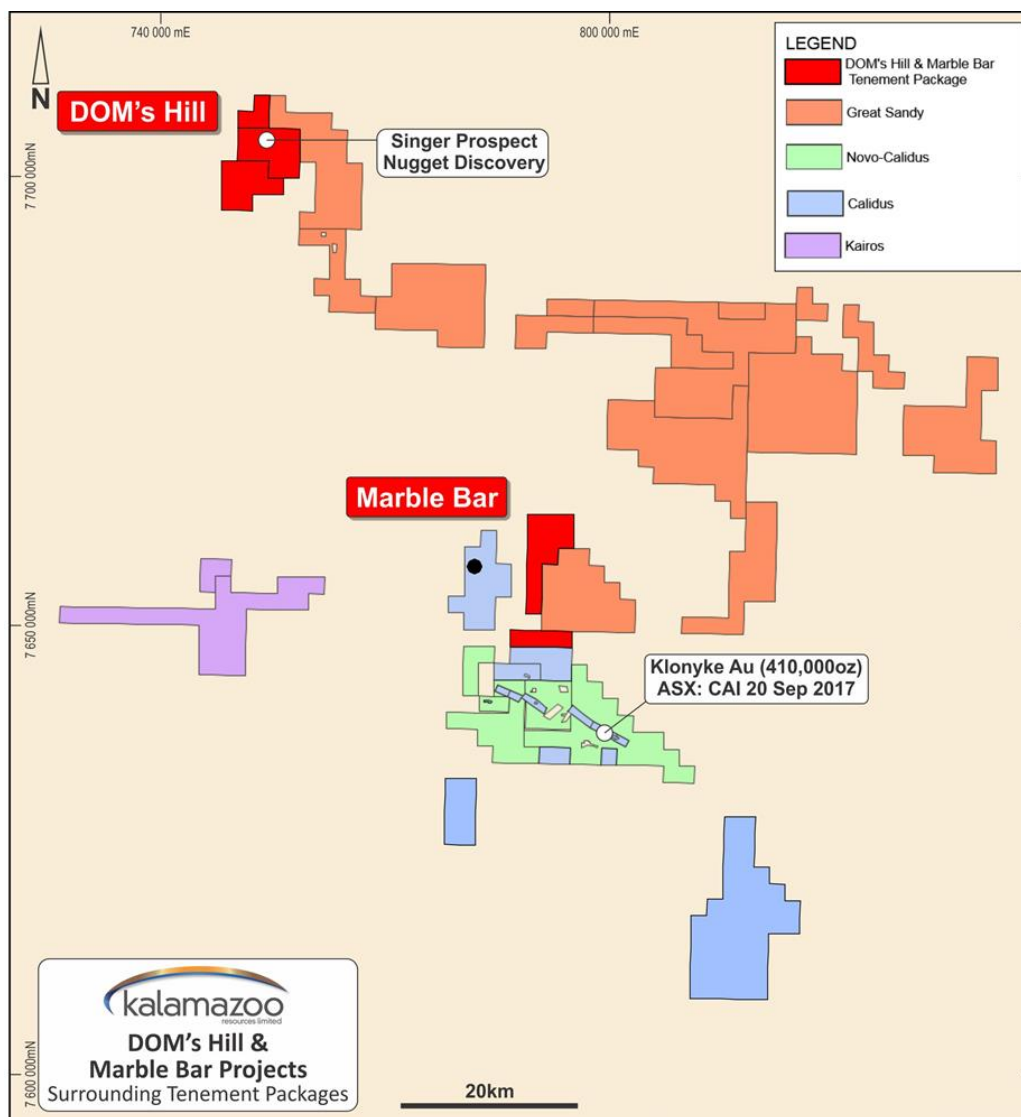 740 000 mE
800 000 mE
N
DOM's Hill
Singer Prospect
Nugget Discovery
LEGEND
DOM's Hill & Marble Bar
Tenement Package
Great Sandy
Novo-Calidus
Calidus
Kairos
7 700 000mN
Marble Bar
7 650 000mN
Klonyke Au (410,000oz)
ASX: CAI 20 Sep 2017
kalamazoo
resources limited
DOM's Hill &
Marble Bar Projects
Surrounding Tenement Packages
20km
7 600 000mN